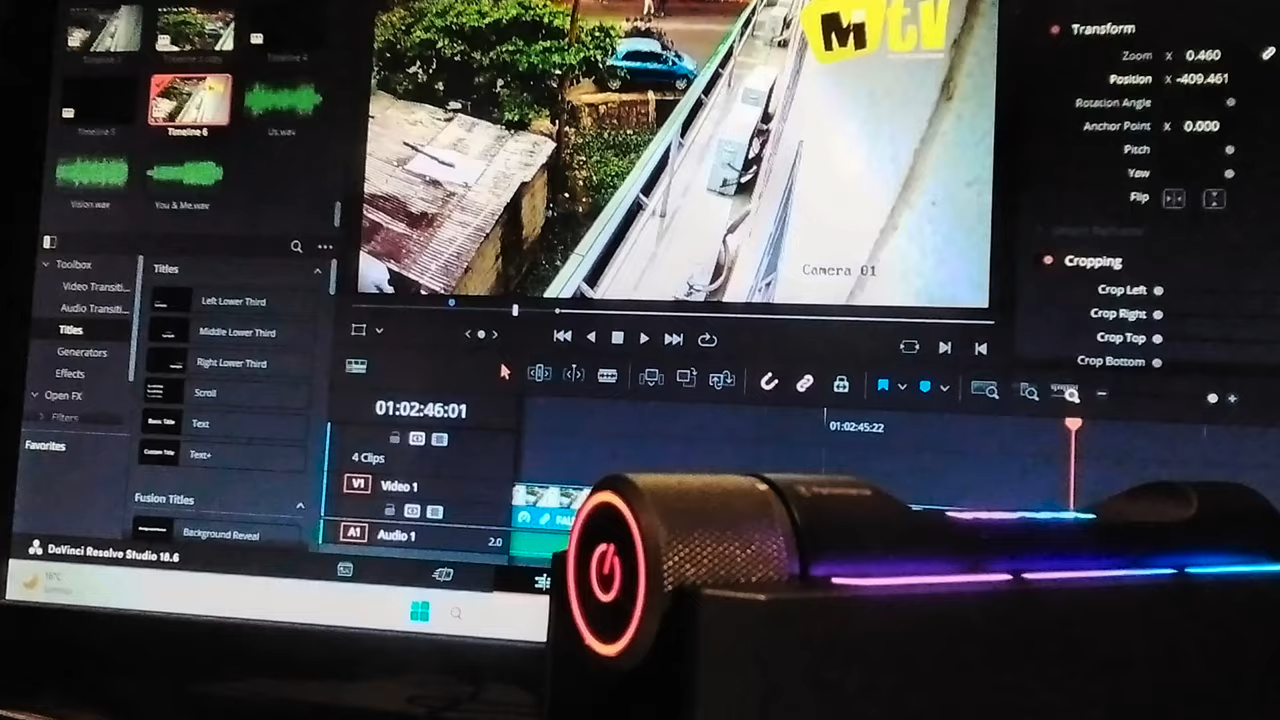 Timeline 6
Us.wav
Vision.wav
You & Me.wav
Toolbox
Video Transiti...
Audio Transiti...
Titles
Generators
Effects
Open FX
Filters
Favorites
Titles
Left Lower Third
Middle Lower Third
Right Lower Third
Scroll
Text
Text+
Fusion Titles
Background Reveal
Mtv
Camera 01
Transform
Zoom X 0.460
Position X -409.461
Rotation Angle
Anchor Point X 0.000
Pitch
Yaw
Flip
Cropping
Crop Left
Crop Right
Crop Top
Crop Bottom
01:02:46:01
01:02:45:22
4 Clips
V1 Video 1
A1 Audio 1 2.0
DaVinci Resolve Studio 18.6